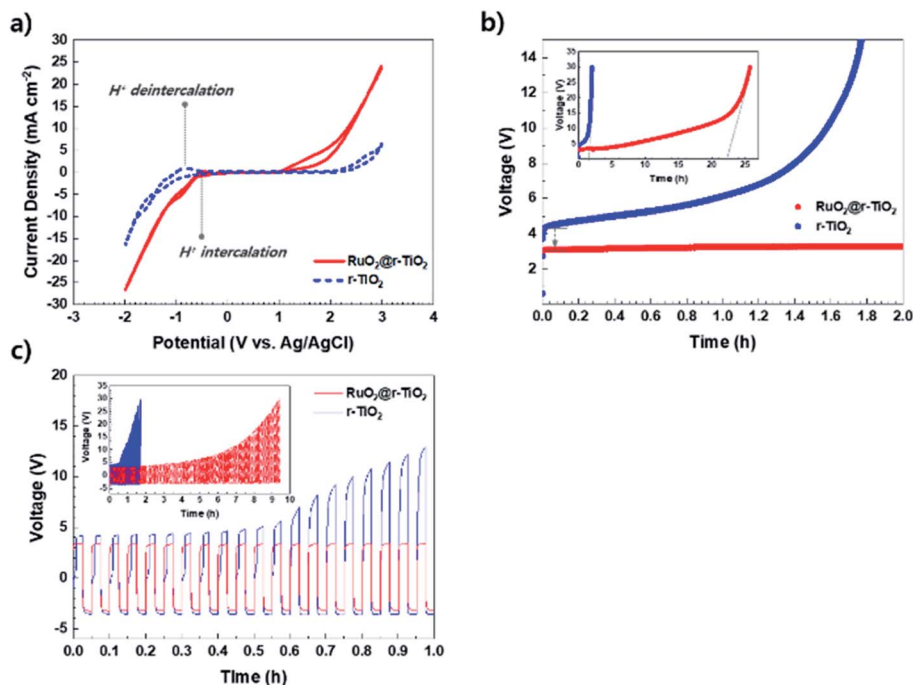 a)
30
25
20
15
10
5
0
-5
-10
-15
-20
-25
-30
H⁺ deintercalation
H⁺ intercalation
RuO₂@r-TiO₂
r-TiO₂
-3 -2 -1 0 1 2 3 4
Current Density (mA cm⁻²)
Potential (V vs. Ag/AgCl)
b)
14
12
10
8
6
4
2
35
30
25
20
15
10
5
0
0 5 10 15 20 25
Voltage (V)
Time (h)
RuO₂@r-TiO₂
r-TiO₂
0.0 0.2 0.4 0.6 0.8 1.0 1.2 1.4 1.6 1.8 2.0
Voltage (V)
Time (h)
c)
20
15
10
5
0
-5
35
30
25
20
15
10
5
0
-5
0 1 2 3 4 5 6 7 8 9 10
Voltage (V)
Time (h)
RuO₂@r-TiO₂
r-TiO₂
0.0 0.1 0.2 0.3 0.4 0.5 0.6 0.7 0.8 0.9 1.0
Voltage (V)
Time (h)